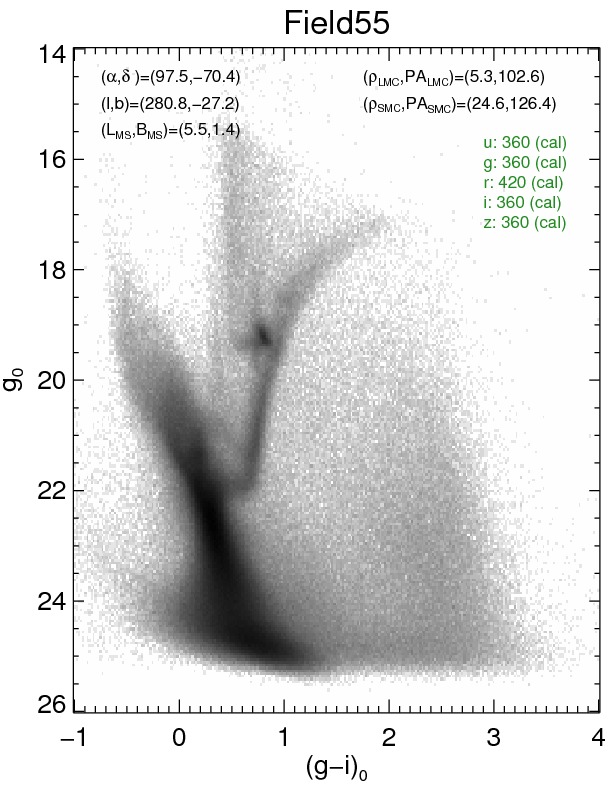 Field55
(α,δ)=(97.5,−70.4)
(ρLMC,PALMC)=(5.3,102.6)
(l,b)=(280.8,−27.2)
(ρSMC,PASMC)=(24.6,126.4)
(LMS,BMS)=(5.5,1.4)
u: 360 (cal)
g: 360 (cal)
r: 420 (cal)
i: 360 (cal)
z: 360 (cal)
14
16
18
20
22
24
26
g0
−1 0 1 2 3 4
(g−i)0